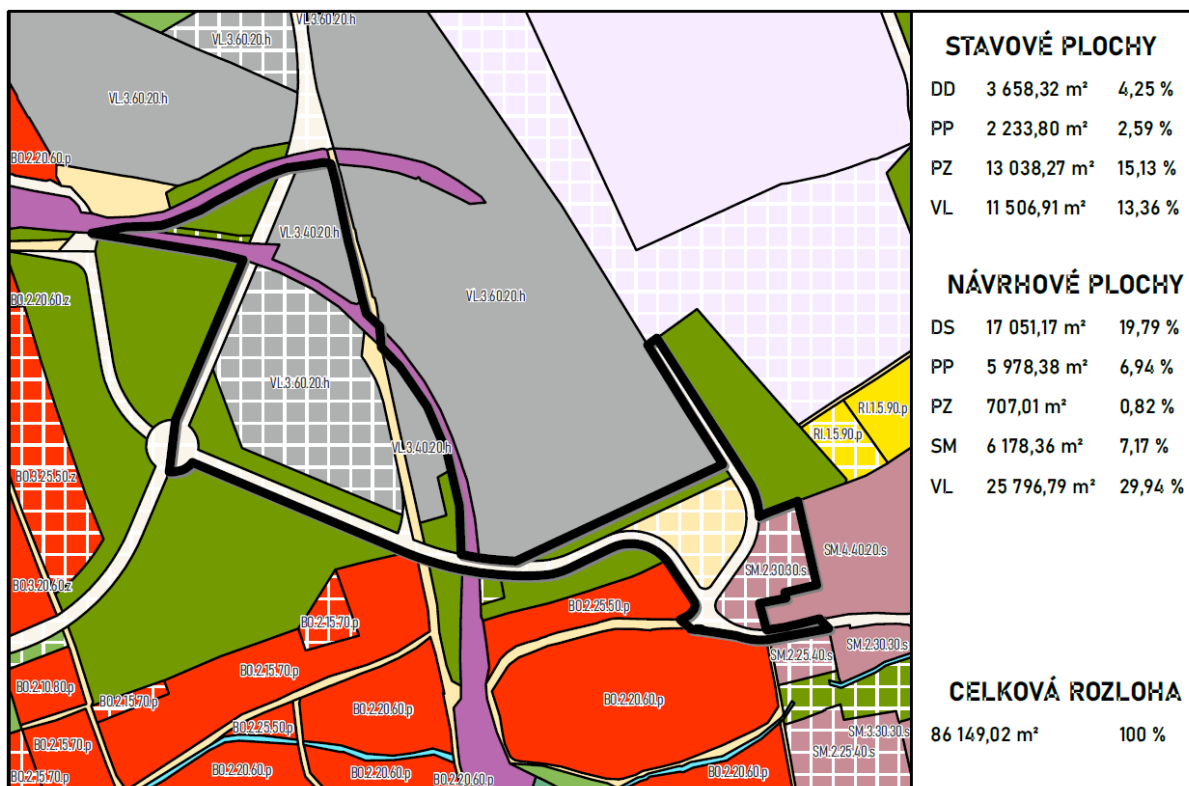 VL.3.60.20.h
VL.3.60.20.h
VL.3.60.20.h
BO.2.20.60.p
VL.3.40.20.h
BO.2.20.60.z
VL.3.60.20.h
VL.3.60.20.h
RI.1.5.90.p
RI.1.5.90.p
VL.3.40.20.h
BO.3.25.50.z
SM.4.40.20.s
SM.2.30.30.s
BO.3.20.60.z
BO.2.25.50.p
BO.2.15.70.p
SM.2.30.30.s
SM.2.25.40.s
BO.2.15.70.p
BO.2.10.80.p
BO.2.15.70.p
BO.2.20.60.p
BO.2.20.60.p
BO.2.25.50.p
SM.3.30.30.s
BO.2.15.70.p
SM.2.25.40.s
BO.2.15.70.p
BO.2.20.60.p
BO.2.20.60.p
BO.2.20.60.p
BO.2.20.60.p
STAVOVÉ PLOCHY
DD 3 658,32 m² 4,25 %
PP 2 233,80 m² 2,59 %
PZ 13 038,27 m² 15,13 %
VL 11 506,91 m² 13,36 %
NÁVRHOVÉ PLOCHY
DS 17 051,17 m² 19,79 %
PP 5 978,38 m² 6,94 %
PZ 707,01 m² 0,82 %
SM 6 178,36 m² 7,17 %
VL 25 796,79 m² 29,94 %
CELKOVÁ ROZLOHA
86 149,02 m² 100 %